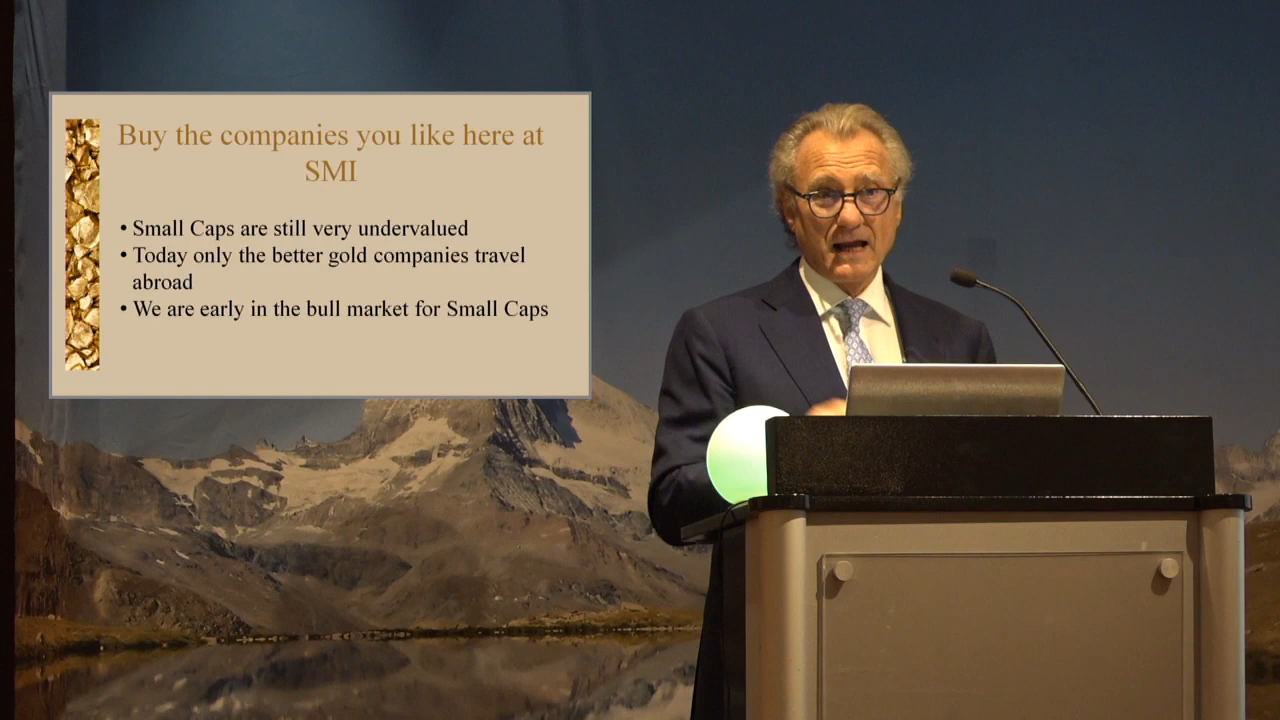 Buy the companies you like here at
SMI
• Small Caps are still very undervalued
• Today only the better gold companies travel
abroad
• We are early in the bull market for Small Caps